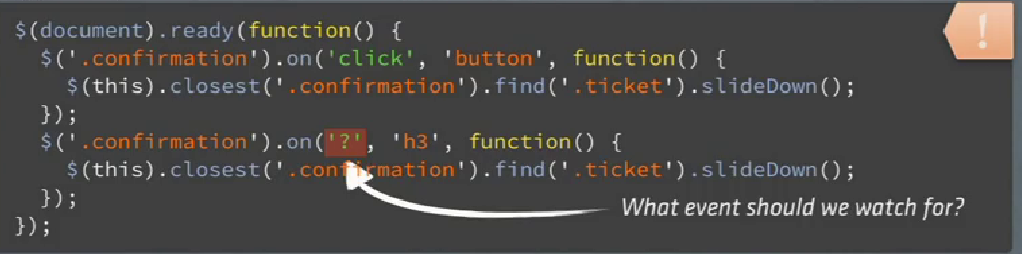 $(document).ready(function() {
$('.confirmation').on('click', 'button', function() {
$(this).closest('.confirmation').find('.ticket').slideDown();
});
$('.confirmation').on('?', 'h3', function() {
$(this).closest('.confirmation').find('.ticket').slideDown();
});
What event should we watch for?
});
!